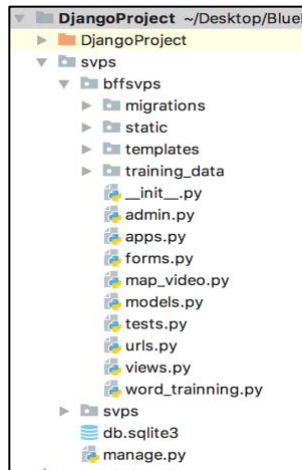 DjangoProject ~/Desktop/Blue
DjangoProject
svps
bffsvps
migrations
static
templates
training_data
__init__.py
admin.py
apps.py
forms.py
map_video.py
models.py
tests.py
urls.py
views.py
word_trainning.py
svps
db.sqlite3
manage.py